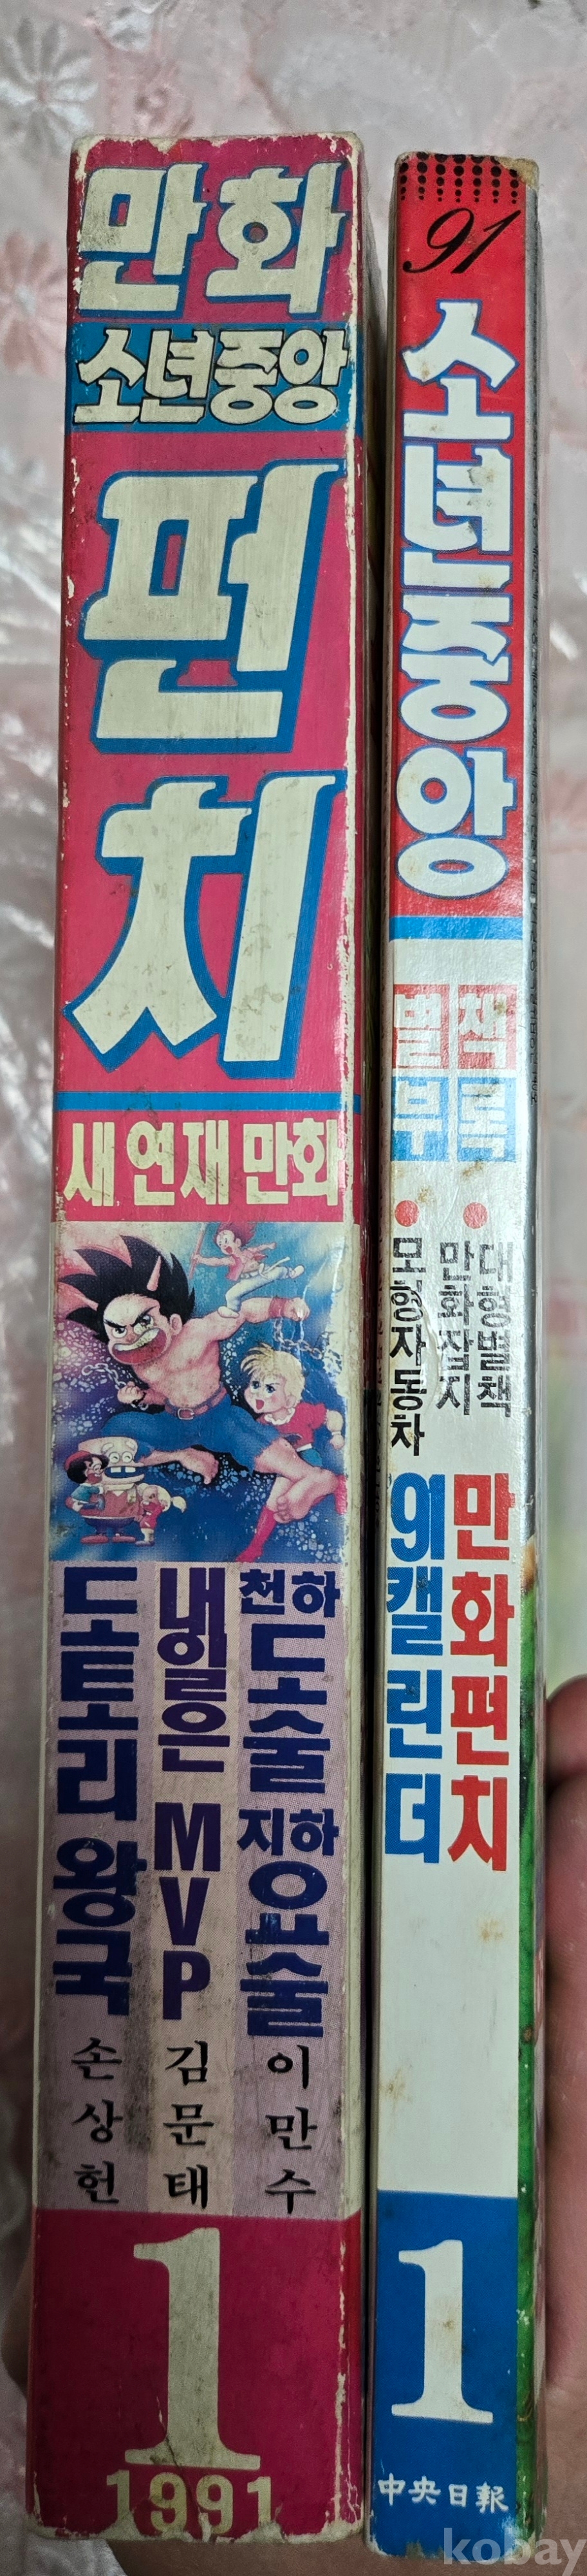 만화
소년중앙
펀치
새 연재 만화
천하 도술 지하 요술
이만수
내일은 MVP
김문태
도토리 왕국
손상헌
1
1991
91
소년중앙
별책
부록
대형별책
만화잡지
만화펀치
모형자동차
91캘린더
1
中央日報
kobay